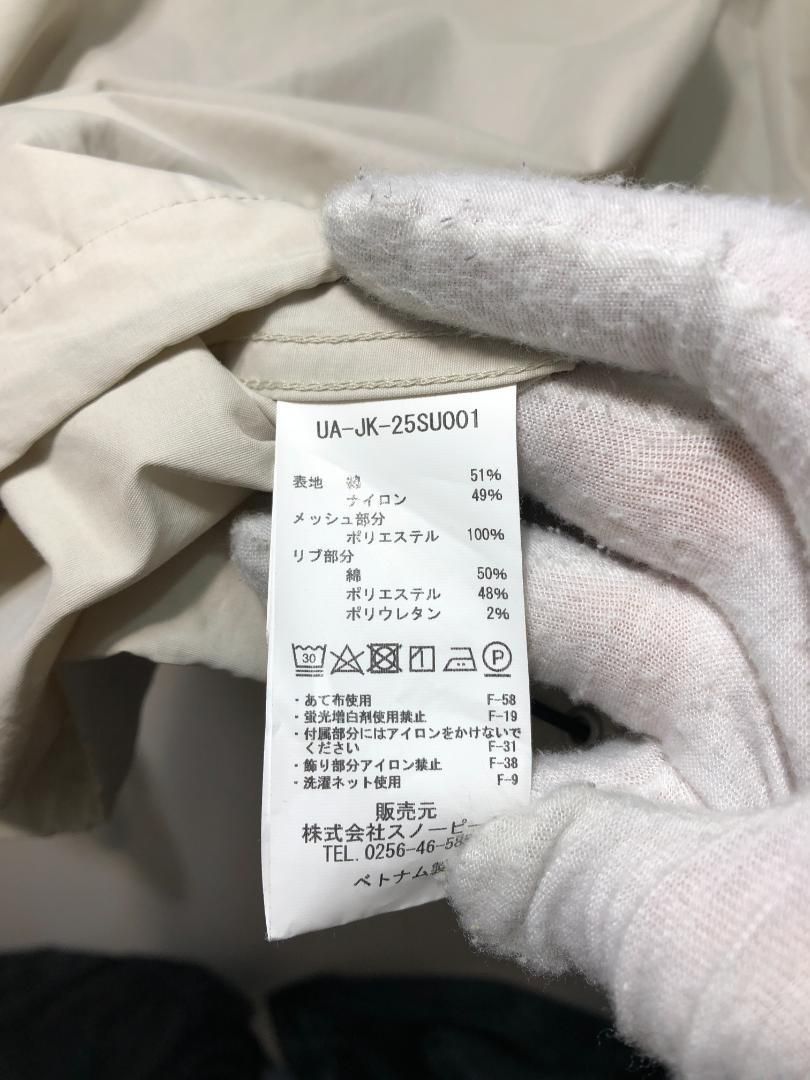 UA-JK-25SU001
表地 綿 51%
ナイロン 49%
メッシュ部分
ポリエステル 100%
リブ部分
綿 50%
ポリエステル 48%
ポリウレタン 2%
30 P
・あて布使用 F-58
・蛍光増白剤使用禁止 F-19
・付属部分にはアイロンをかけないで
ください F-31
・飾り部分アイロン禁止 F-38
・洗濯ネット使用 F-9
販売元
株式会社スノーピー
TEL.0256-46-58
ベトナム製